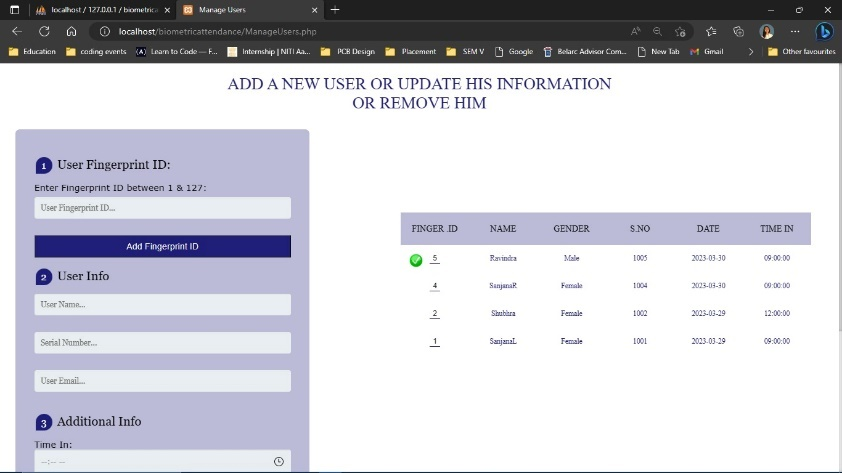 localhost / 127.0.0.1 / biometrica
Manage Users
localhost/biometricattendance/ManageUsers.php
Education
coding events
Learn to Code — F...
Internship | NITI Aa...
PCB Design
Placement
SEM V
Google
Belarc Advisor Com...
New Tab
Gmail
Other favourites
ADD A NEW USER OR UPDATE HIS INFORMATION
OR REMOVE HIM
1 User Fingerprint ID:
Enter Fingerprint ID between 1 & 127:
User Fingerprint ID...
Add Fingerprint ID
2 User Info
User Name...
Serial Number...
User Email...
3 Additional Info
Time In:
--:-- --
FINGER .ID NAME GENDER S.NO DATE TIME IN
5 Ravindra Male 1005 2023-03-30 09:00:00
4 SanjanaR Female 1004 2023-03-30 09:00:00
2 Shubhra Female 1002 2023-03-29 12:00:00
1 SanjanaL Female 1001 2023-03-29 09:00:00